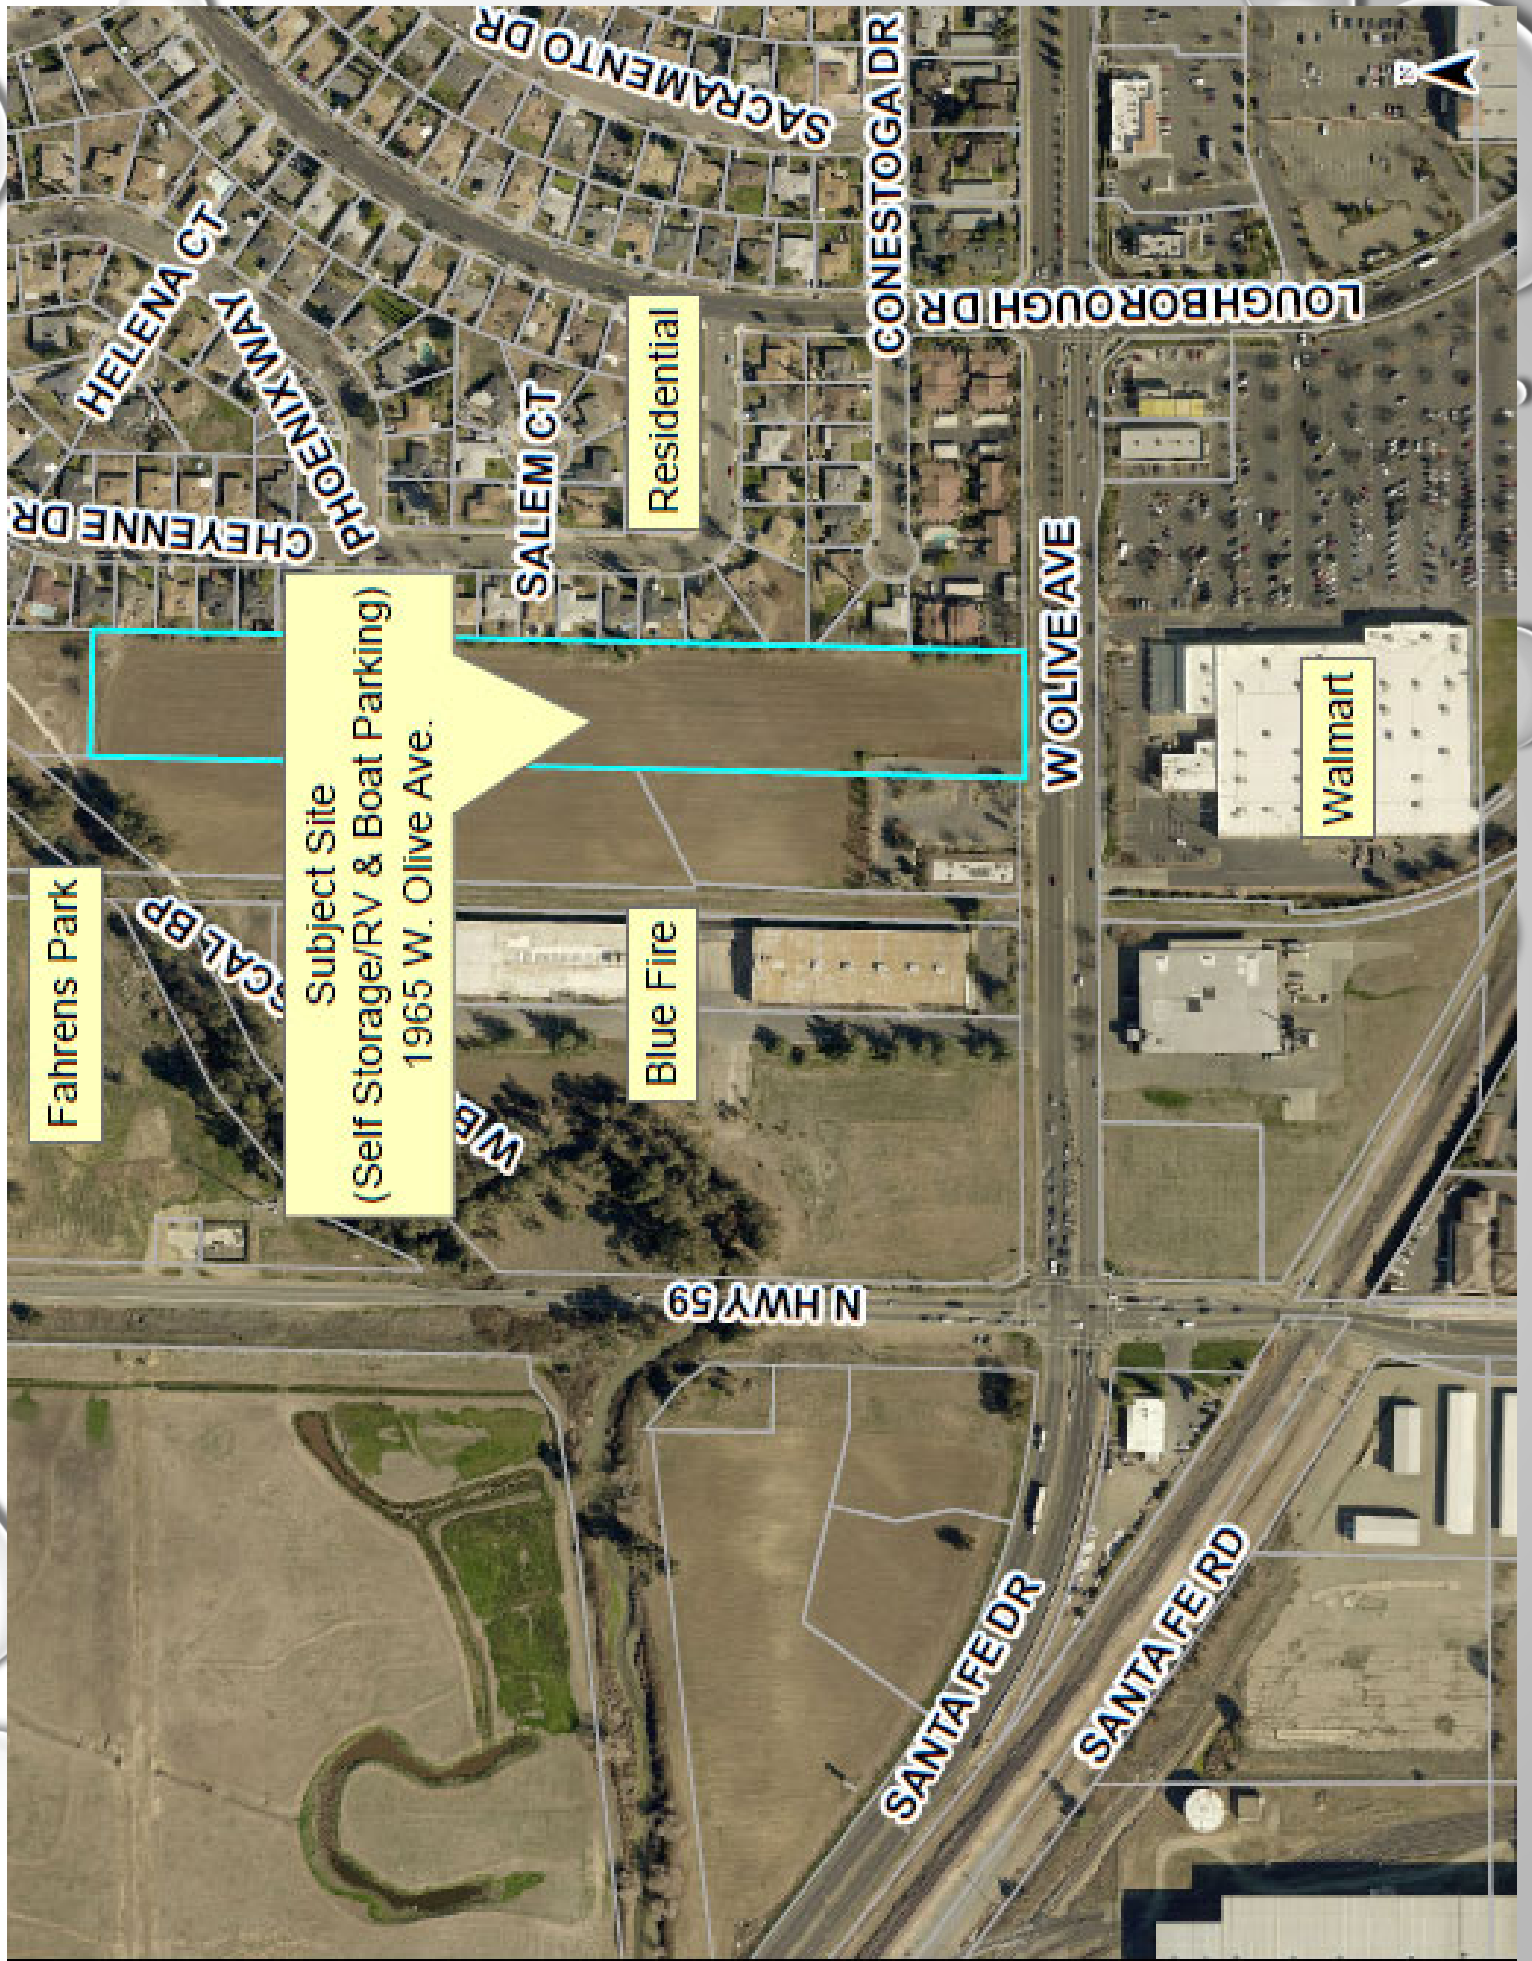 Fahrens Park
HELENA CT
CHEYENNE DR
PHOENIX WAY
BP
Subject Site
(Self Storage/RV & Boat Parking)
1965 W. Olive Ave.
W
SALEM CT
SACRAMENTO DR
Blue Fire
Residential
N HWY 59
CONESTOGA DR
SANTA FE DR
W OLIVE AVE
LOUGHBOROUGH DR
SANTA FE RD
Walmart
N